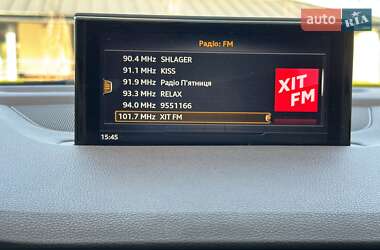 auto RIA
Радіо: FM
90.4 MHz SHLAGER
91.1 MHz KISS
91.9 MHz Радіо П'ятниця
93.3 MHz RELAX
94.0 MHz 9551166
101.7 MHz XIT FM
XIT
FM
15:45